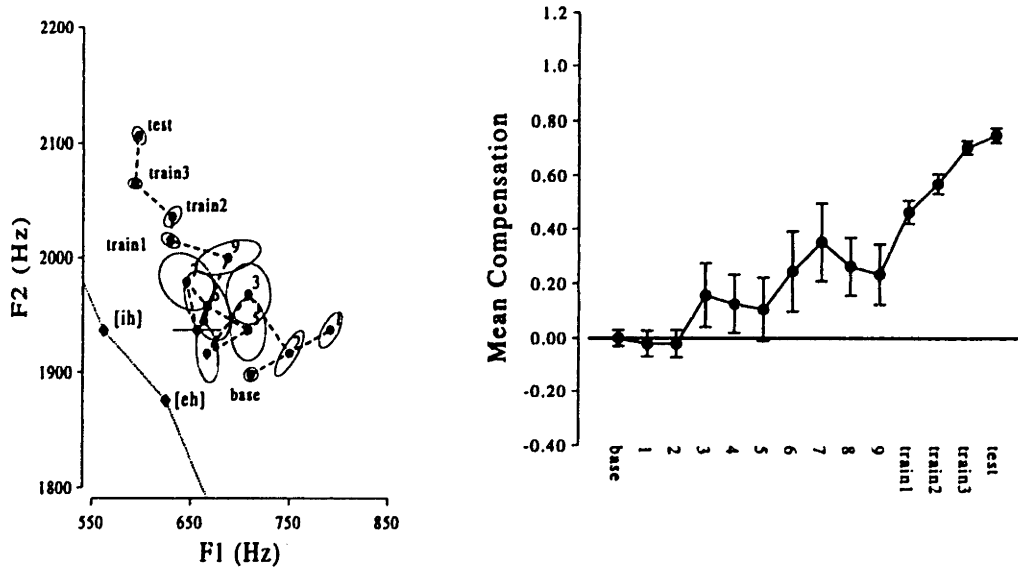 2200
2100
2000
1900
1800
F2 (Hz)
test
train3
train2
train1
9
3
[ih]
[eh]
base
550
650
750
850
F1 (Hz)
1.2
1.0
0.80
0.60
0.40
0.20
0.00
-0.20
-0.40
Mean Compensation
base
1
2
3
4
5
6
7
8
9
train1
train2
train3
test